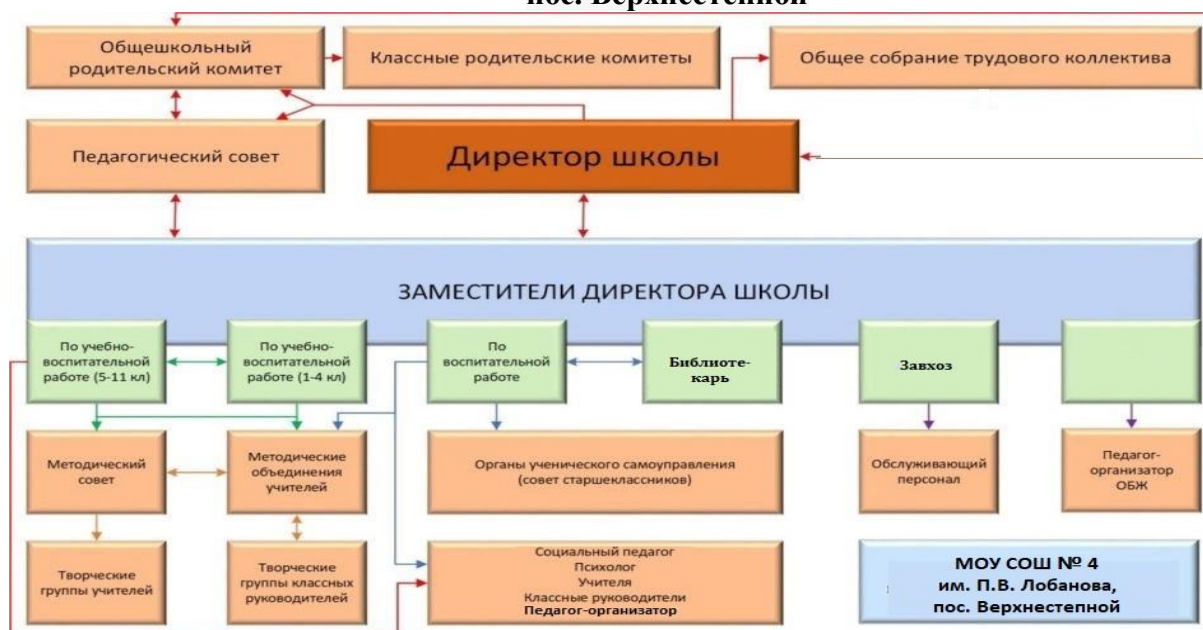 пос. Верхнестепной
Общешкольный
родительский комитет
Классные родительские комитеты
Общее собрание трудового коллектива
Педагогический совет
Директор школы
ЗАМЕСТИТЕЛИ ДИРЕКТОРА ШКОЛЫ
По учебно-
воспитательной
работе (5-11 кл)
По учебно-
воспитательной
работе (1-4 кл)
По
воспитательной
работе
Библиоте-
карь
Завхоз
Методический
совет
Методические
объединения
учителей
Органы ученического самоуправления
(совет старшеклассников)
Обслуживающий
персонал
Педагог-
организатор
ОБЖ
Творческие
группы учителей
Творческие
группы классных
руководителей
Социальный педагог
Психолог
Учителя
Классные руководители
Педагог-организатор
МОУ СОШ № 4
им. П.В. Лобанова,
пос. Верхнестепной